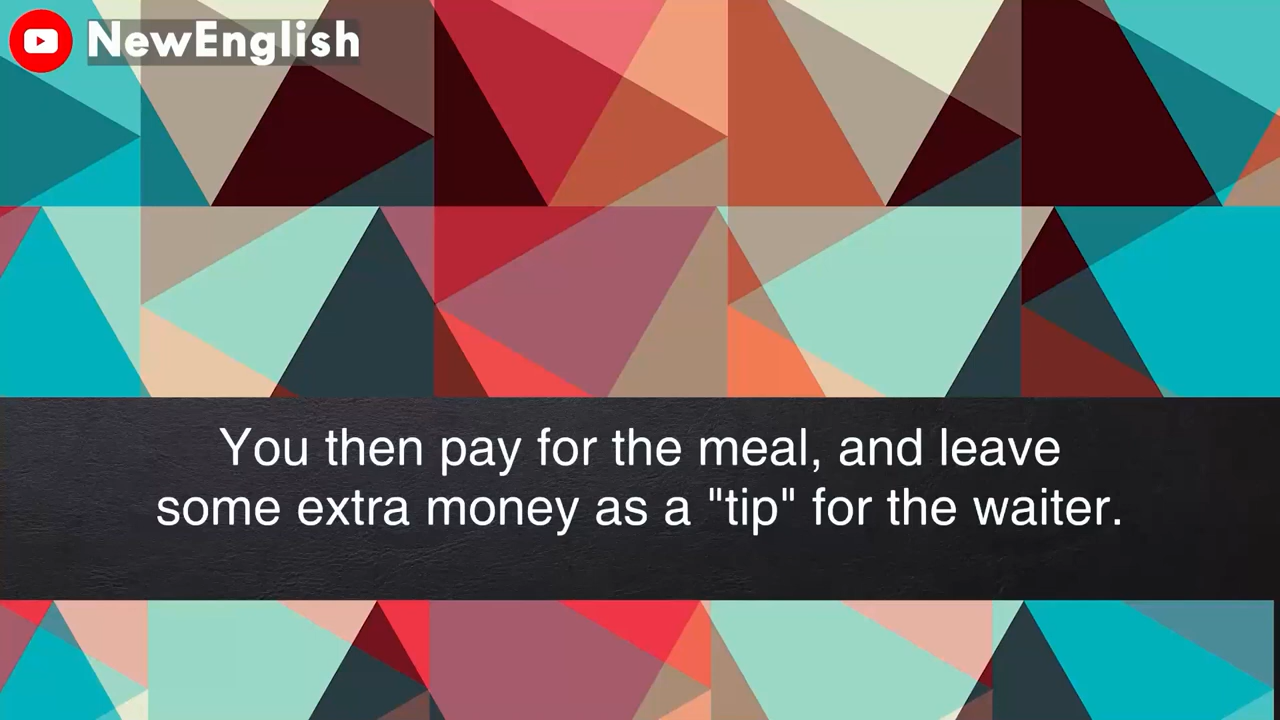 NewEnglish
You then pay for the meal, and leave
some extra money as a "tip" for the waiter.